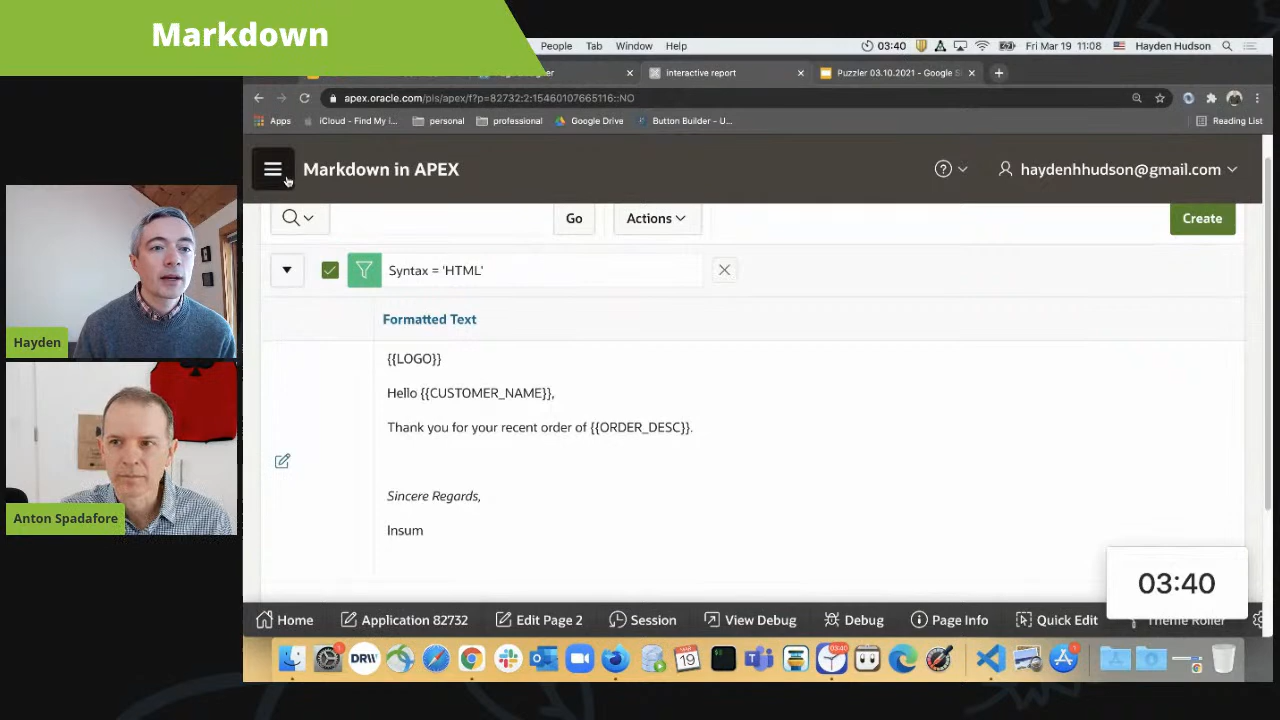 Markdown
People Tab Window Help
03:40
Fri Mar 19 11:08
Hayden Hudson
interactive report
Puzzler 03.10.2021 - Google S
apex.oracle.com/pls/apex/f?p=82732:2:15460107665116::NO
Apps
iCloud - Find My i...
personal
professional
Google Drive
Button Builder - U...
Reading List
Markdown in APEX
haydenhhudson@gmail.com
Go
Actions
Create
Syntax = 'HTML'
Formatted Text
{{LOGO}}
Hello {{CUSTOMER_NAME}},
Thank you for your recent order of {{ORDER_DESC}}.
Sincere Regards,
Insum
Hayden
Anton Spadafore
03:40
Home
Application 82732
Edit Page 2
Session
View Debug
Debug
Page Info
Quick Edit
Theme Roller
DRW
19
03:40